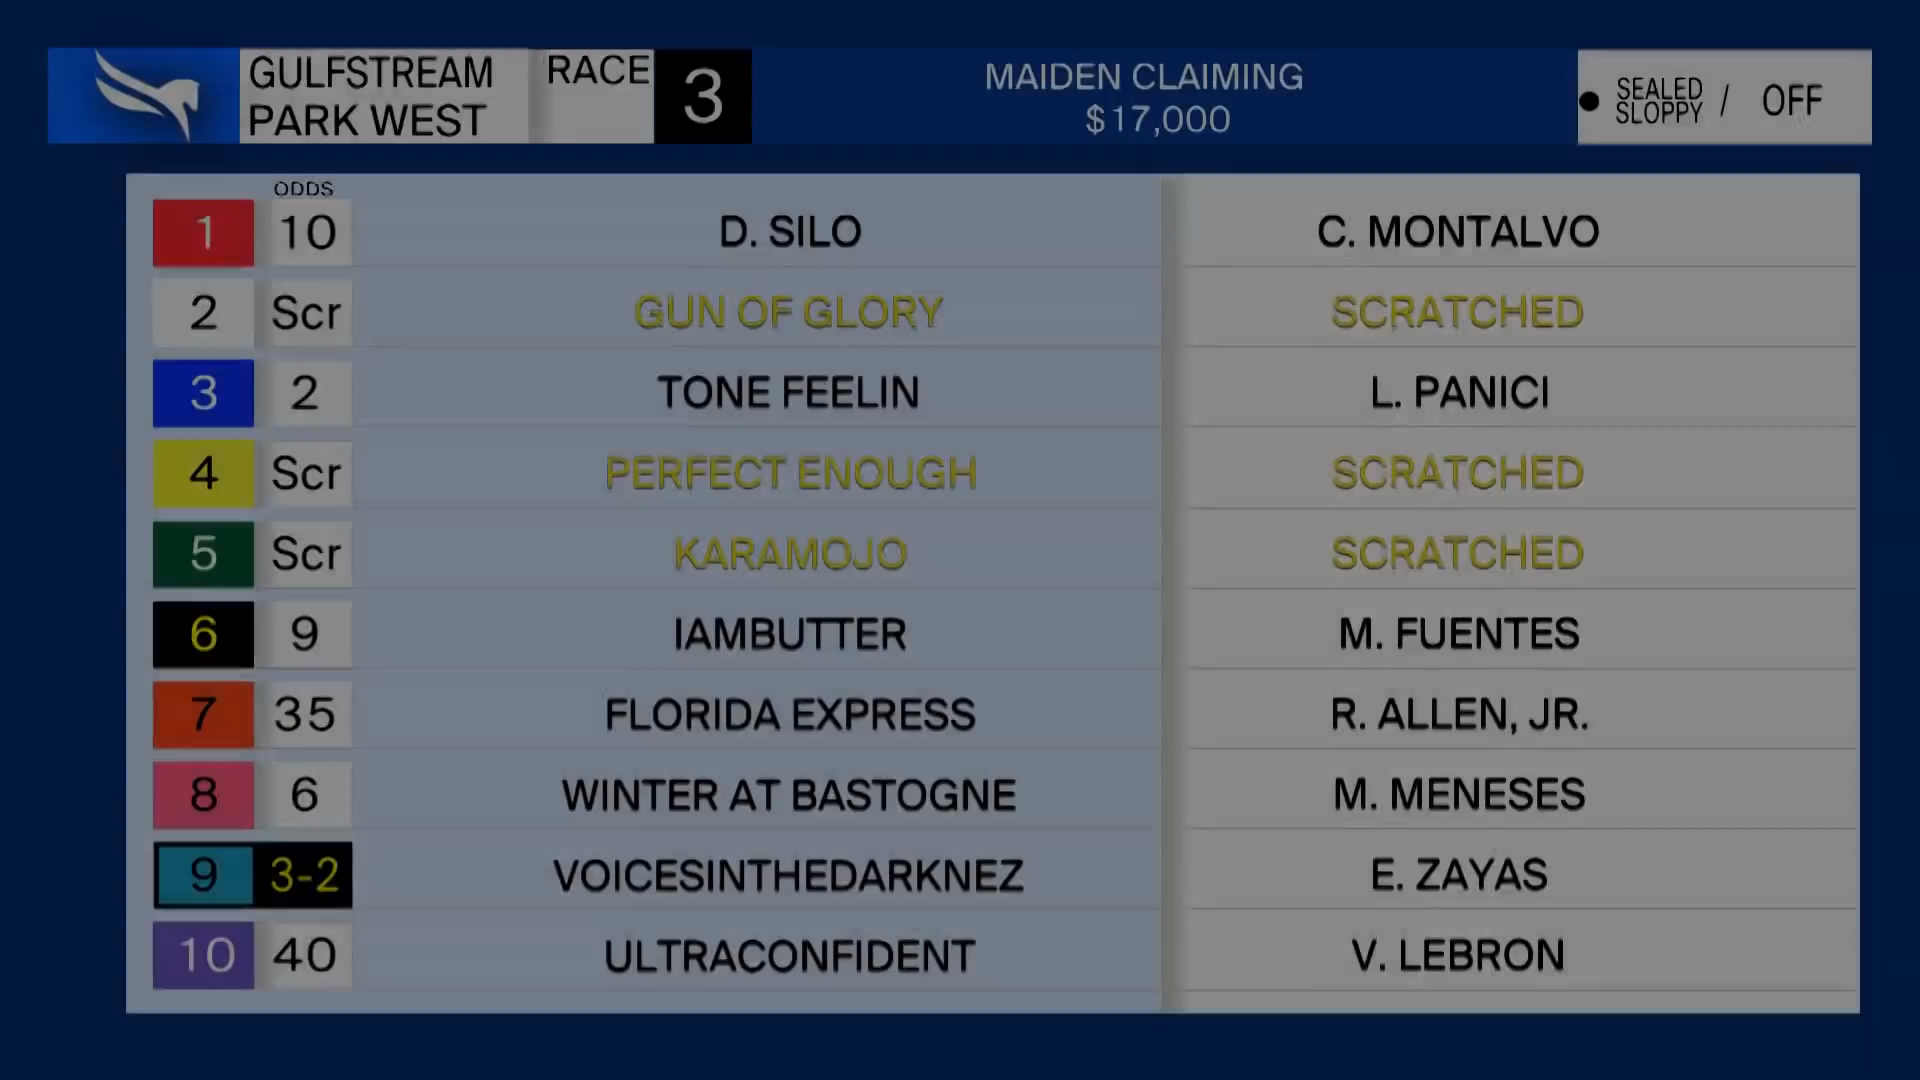 GULFSTREAM
PARK WEST
RACE
3
MAIDEN CLAIMING
$17,000
SEALED
SLOPPY / OFF
ODDS
1 10 D. SILO C. MONTALVO
2 Scr GUN OF GLORY SCRATCHED
3 2 TONE FEELIN L. PANICI
4 Scr PERFECT ENOUGH SCRATCHED
5 Scr KARAMOJO SCRATCHED
6 9 IAMBUTTER M. FUENTES
7 35 FLORIDA EXPRESS R. ALLEN, JR.
8 6 WINTER AT BASTOGNE M. MENESES
9 3-2 VOICESINTHEDARKNEZ E. ZAYAS
10 40 ULTRACONFIDENT V. LEBRON